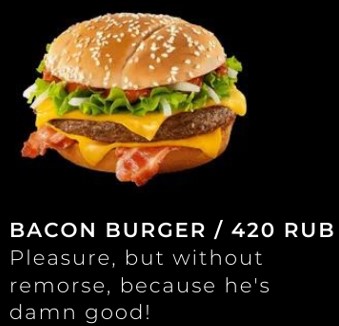 BACON BURGER / 420 RUB
Pleasure, but without
remorse, because he's
damn good!